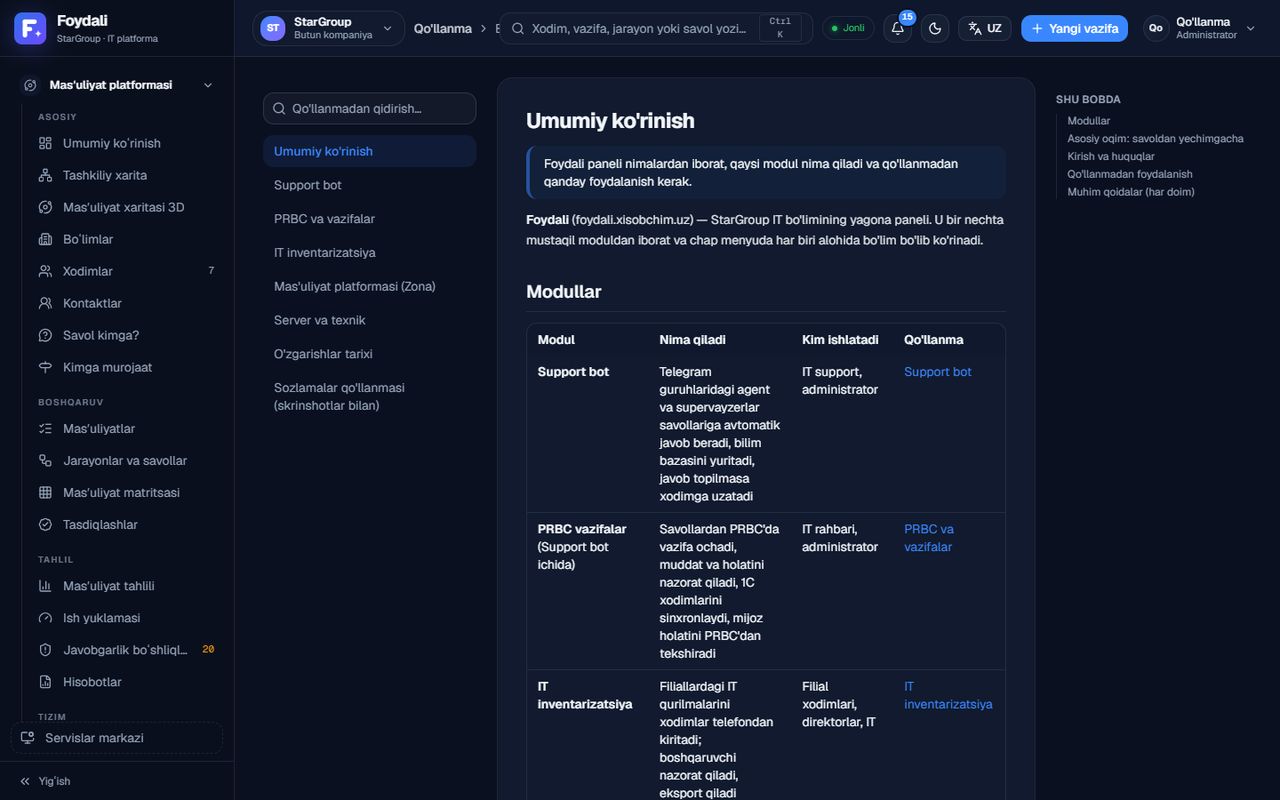 Foydali
StarGroup · IT platforma
ST
StarGroup
Butun kompaniya
Qo'llanma
Xodim, vazifa, jarayon yoki savol yozi...
Ctrl
K
Jonli
15
UZ
+ Yangi vazifa
Qo
Qo'llanma
Administrator
Mas'uliyat platformasi
ASOSIY
Umumiy ko'rinish
Tashkiliy xarita
Mas'uliyat xaritasi 3D
Bo'limlar
Xodimlar
7
Kontaktlar
Savol kimga?
Kimga murojaat
BOSHQARUV
Mas'uliyatlar
Jarayonlar va savollar
Mas'uliyat matritsasi
Tasdiqlashlar
TAHLIL
Mas'uliyat tahlili
Ish yuklamasi
Javobgarlik bo'shliql...
20
Hisobotlar
TIZIM
Servislar markazi
Yig'ish
Qo'llanmadan qidirish...
Umumiy ko'rinish
Support bot
PRBC va vazifalar
IT inventarizatsiya
Mas'uliyat platformasi (Zona)
Server va texnik
O'zgarishlar tarixi
Sozlamalar qo'llanmasi
(skrinshotlar bilan)
Umumiy ko'rinish
Foydali paneli nimalardan iborat, qaysi modul nima qiladi va qo'llanmadan
qanday foydalanish kerak.
Foydali (foydali.xisobchim.uz) — StarGroup IT bo'limining yagona paneli. U bir nechta
mustaqil moduldan iborat va chap menyuda har biri alohida bo'lim bo'lib ko'rinadi.
Modullar
Modul
Nima qiladi
Kim ishlatadi
Qo'llanma
Support bot
Telegram
guruhlaridagi agent
va supervayzerlar
savollariga avtomatik
javob beradi, bilim
bazasini yuritadi,
javob topilmasa
xodimga uzatadi
IT support,
administrator
Support bot
PRBC vazifalar
(Support bot
ichida)
Savollardan PRBC'da
vazifa ochadi,
muddat va holatini
nazorat qiladi, 1C
xodimlarini
sinxronlaydi, mijoz
holatini PRBC'dan
tekshiradi
IT rahbari,
administrator
PRBC va
vazifalar
IT
inventarizatsiya
Filiallardagi IT
qurilmalarini
xodimlar telefondan
kiritadi;
boshqaruvchi
nazorat qiladi,
eksport qiladi
Filial
xodimlari,
direktorlar, IT
IT
inventarizatsiya
SHU BOBDA
Modullar
Asosiy oqim: savoldan yechimgacha
Kirish va huquqlar
Qo'llanmadan foydalanish
Muhim qoidalar (har doim)